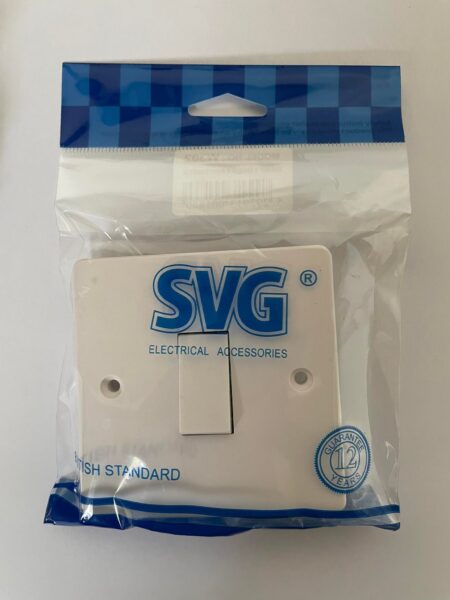 SVG®
ELECTRICAL ACCESSORIES
BRITISH STANDARD
GUARANTEE
12
YEARS